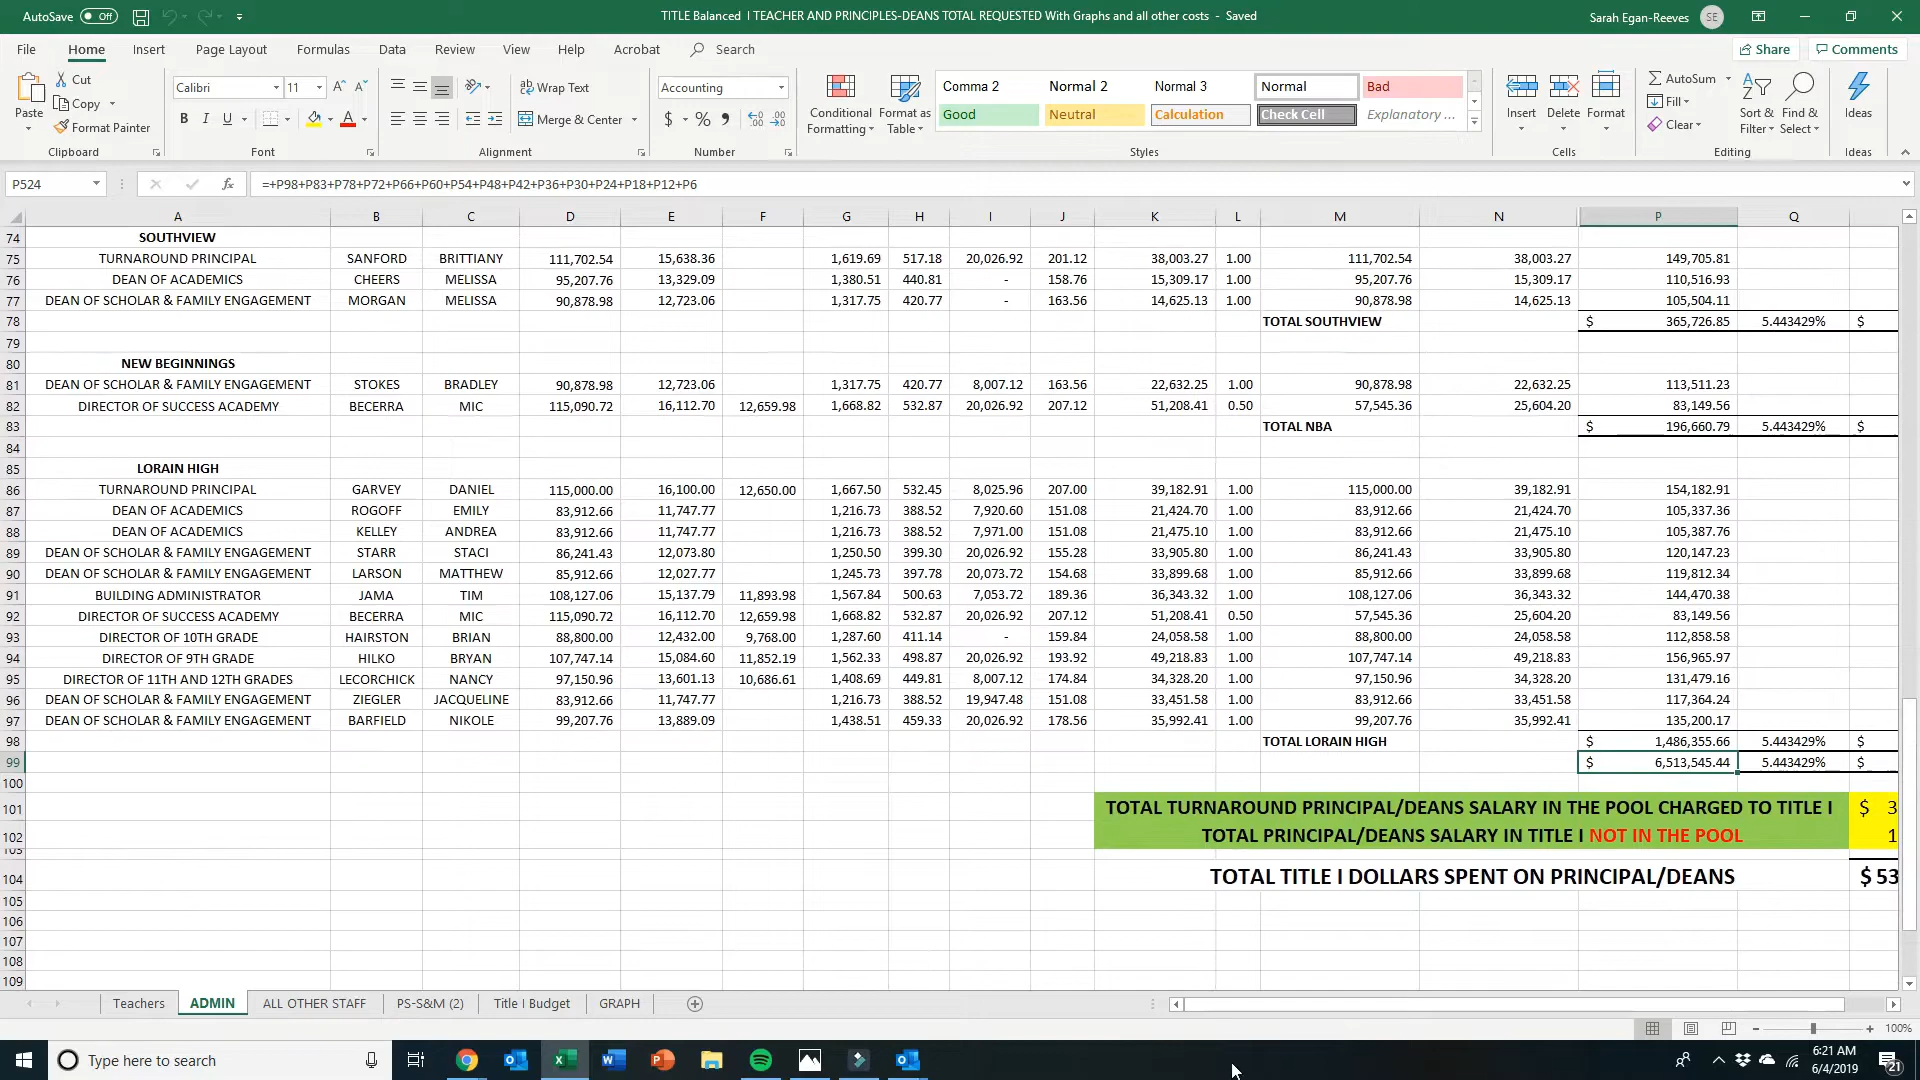 AutoSave Off TITLE Balanced I TEACHER AND PRINCIPLES-DEANS TOTAL REQUESTED With Graphs and all other costs - Saved Sarah Egan-Reeves SE
File Home Insert Page Layout Formulas Data Review View Help Acrobat Search Share Comments
Paste Cut Copy Format Painter
Calibri 11 A A B I U A
Wrap Text Merge & Center
Accounting $ %
Conditional Formatting Format as Table
Comma 2 Normal 2 Normal 3 Normal Bad
Good Neutral Calculation Check Cell Explanatory ...
Insert Delete Format
AutoSum Fill Clear Sort & Filter Find & Select Ideas
Clipboard Font Alignment Number Styles Cells Editing Ideas
P524 fx =+P98+P83+P78+P72+P66+P60+P54+P48+P42+P36+P30+P24+P18+P12+P6
A B C D E F G H I J K L M N P Q
74 SOUTHVIEW
75 TURNAROUND PRINCIPAL SANFORD BRITTIANY 111,702.54 15,638.36 1,619.69 517.18 20,026.92 201.12 38,003.27 1.00 111,702.54 38,003.27 149,705.81
76 DEAN OF ACADEMICS CHEERS MELISSA 95,207.76 13,329.09 1,380.51 440.81 - 158.76 15,309.17 1.00 95,207.76 15,309.17 110,516.93
77 DEAN OF SCHOLAR & FAMILY ENGAGEMENT MORGAN MELISSA 90,878.98 12,723.06 1,317.75 420.77 - 163.56 14,625.13 1.00 90,878.98 14,625.13 105,504.11
78 TOTAL SOUTHVIEW $ 365,726.85 5.443429% $
79
80 NEW BEGINNINGS
81 DEAN OF SCHOLAR & FAMILY ENGAGEMENT STOKES BRADLEY 90,878.98 12,723.06 1,317.75 420.77 8,007.12 163.56 22,632.25 1.00 90,878.98 22,632.25 113,511.23
82 DIRECTOR OF SUCCESS ACADEMY BECERRA MIC 115,090.72 16,112.70 12,659.98 1,668.82 532.87 20,026.92 207.12 51,208.41 0.50 57,545.36 25,604.20 83,149.56
83 TOTAL NBA $ 196,660.79 5.443429% $
84
85 LORAIN HIGH
86 TURNAROUND PRINCIPAL GARVEY DANIEL 115,000.00 16,100.00 12,650.00 1,667.50 532.45 8,025.96 207.00 39,182.91 1.00 115,000.00 39,182.91 154,182.91
87 DEAN OF ACADEMICS ROGOFF EMILY 83,912.66 11,747.77 1,216.73 388.52 7,920.60 151.08 21,424.70 1.00 83,912.66 21,424.70 105,337.36
88 DEAN OF ACADEMICS KELLEY ANDREA 83,912.66 11,747.77 1,216.73 388.52 7,971.00 151.08 21,475.10 1.00 83,912.66 21,475.10 105,387.76
89 DEAN OF SCHOLAR & FAMILY ENGAGEMENT STARR STACI 86,241.43 12,073.80 1,250.50 399.30 20,026.92 155.28 33,905.80 1.00 86,241.43 33,905.80 120,147.23
90 DEAN OF SCHOLAR & FAMILY ENGAGEMENT LARSON MATTHEW 85,912.66 12,027.77 1,245.73 397.78 20,073.72 154.68 33,899.68 1.00 85,912.66 33,899.68 119,812.34
91 BUILDING ADMINISTRATOR JAMA TIM 108,127.06 15,137.79 11,893.98 1,567.84 500.63 7,053.72 189.36 36,343.32 1.00 108,127.06 36,343.32 144,470.38
92 DIRECTOR OF SUCCESS ACADEMY BECERRA MIC 115,090.72 16,112.70 12,659.98 1,668.82 532.87 20,026.92 207.12 51,208.41 0.50 57,545.36 25,604.20 83,149.56
93 DIRECTOR OF 10TH GRADE HAIRSTON BRIAN 88,800.00 12,432.00 9,768.00 1,287.60 411.14 - 159.84 24,058.58 1.00 88,800.00 24,058.58 112,858.58
94 DIRECTOR OF 9TH GRADE HILKO BRYAN 107,747.14 15,084.60 11,852.19 1,562.33 498.87 20,026.92 193.92 49,218.83 1.00 107,747.14 49,218.83 156,965.97
95 DIRECTOR OF 11TH AND 12TH GRADES LECORCHICK NANCY 97,150.96 13,601.13 10,686.61 1,408.69 449.81 8,007.12 174.84 34,328.20 1.00 97,150.96 34,328.20 131,479.16
96 DEAN OF SCHOLAR & FAMILY ENGAGEMENT ZIEGLER JACQUELINE 83,912.66 11,747.77 1,216.73 388.52 19,947.48 151.08 33,451.58 1.00 83,912.66 33,451.58 117,364.24
97 DEAN OF SCHOLAR & FAMILY ENGAGEMENT BARFIELD NIKOLE 99,207.76 13,889.09 1,438.51 459.33 20,026.92 178.56 35,992.41 1.00 99,207.76 35,992.41 135,200.17
98 TOTAL LORAIN HIGH $ 1,486,355.66 5.443429% $
99 $ 6,513,545.44 5.443429% $
100
101 TOTAL TURNAROUND PRINCIPAL/DEANS SALARY IN THE POOL CHARGED TO TITLE I $ 3
102 TOTAL PRINCIPAL/DEANS SALARY IN TITLE I NOT IN THE POOL 1
103
104 TOTAL TITLE I DOLLARS SPENT ON PRINCIPAL/DEANS $ 53
105
106
107
108
109
Teachers ADMIN ALL OTHER STAFF PS-S&M (2) Title I Budget GRAPH
100%
Type here to search 6:21 AM
6/4/2019 21